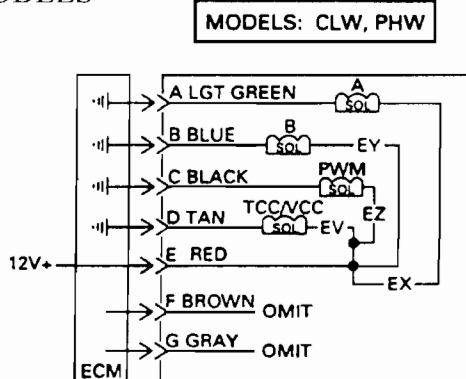 MODELS: CLW, PHW
A LGT GREEN
A
SOL
B BLUE
B
SOL
EY
C BLACK
PWM
SOL
EZ
D TAN
TCC/VCC
SOL
EV
12V+
E RED
EX
F BROWN
OMIT
G GRAY
OMIT
ECM